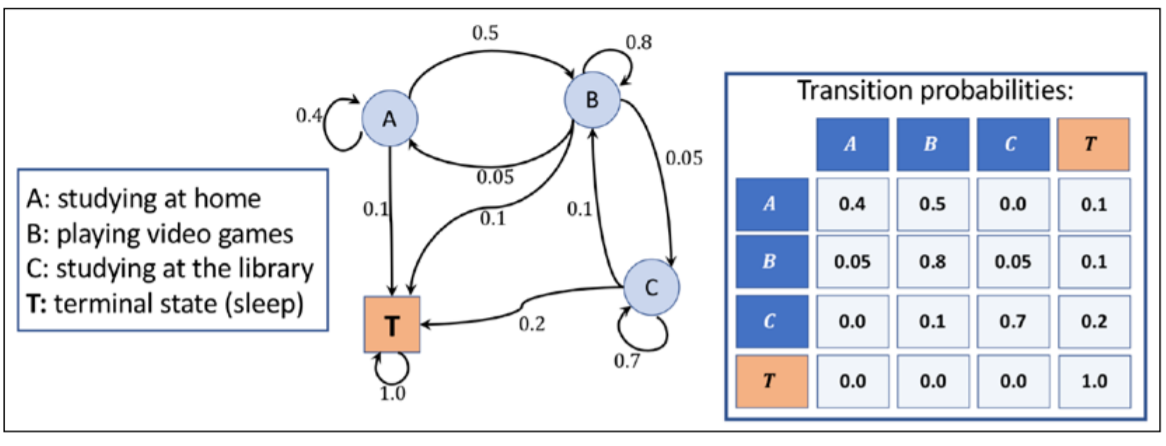 0.5
0.8
0.4
A
B
0.05
0.05
0.1
0.1
0.1
C
T
0.2
0.7
1.0
A: studying at home
B: playing video games
C: studying at the library
T: terminal state (sleep)
Transition probabilities:
A B C T
A 0.4 0.5 0.0 0.1
B 0.05 0.8 0.05 0.1
C 0.0 0.1 0.7 0.2
T 0.0 0.0 0.0 1.0